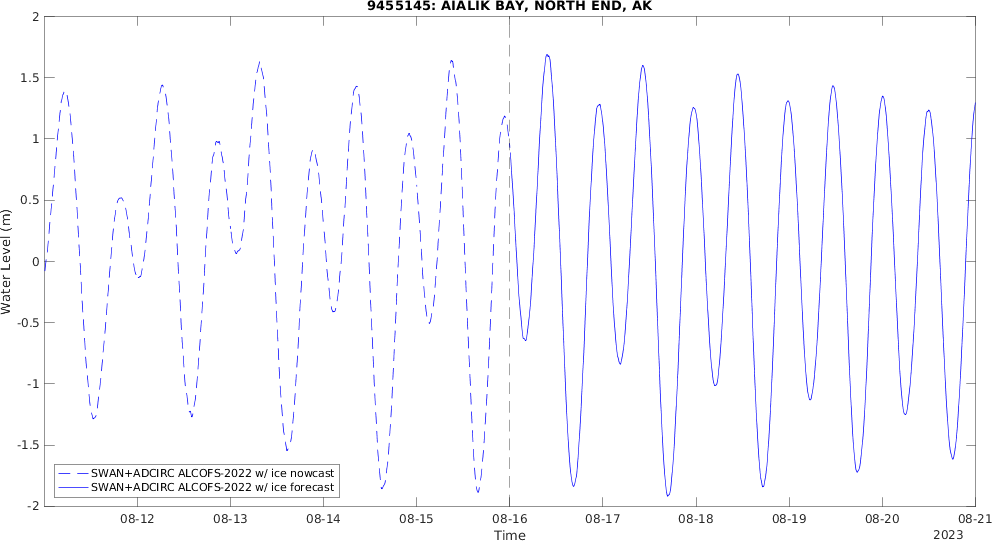 9455145: AIALIK BAY, NORTH END, AK
2
1.5
1
0.5
0
-0.5
-1
-1.5
-2
Water Level (m)
SWAN+ADCIRC ALCOFS-2022 w/ ice nowcast
SWAN+ADCIRC ALCOFS-2022 w/ ice forecast
08-12 08-13 08-14 08-15 08-16 08-17 08-18 08-19 08-20 08-21
Time
2023